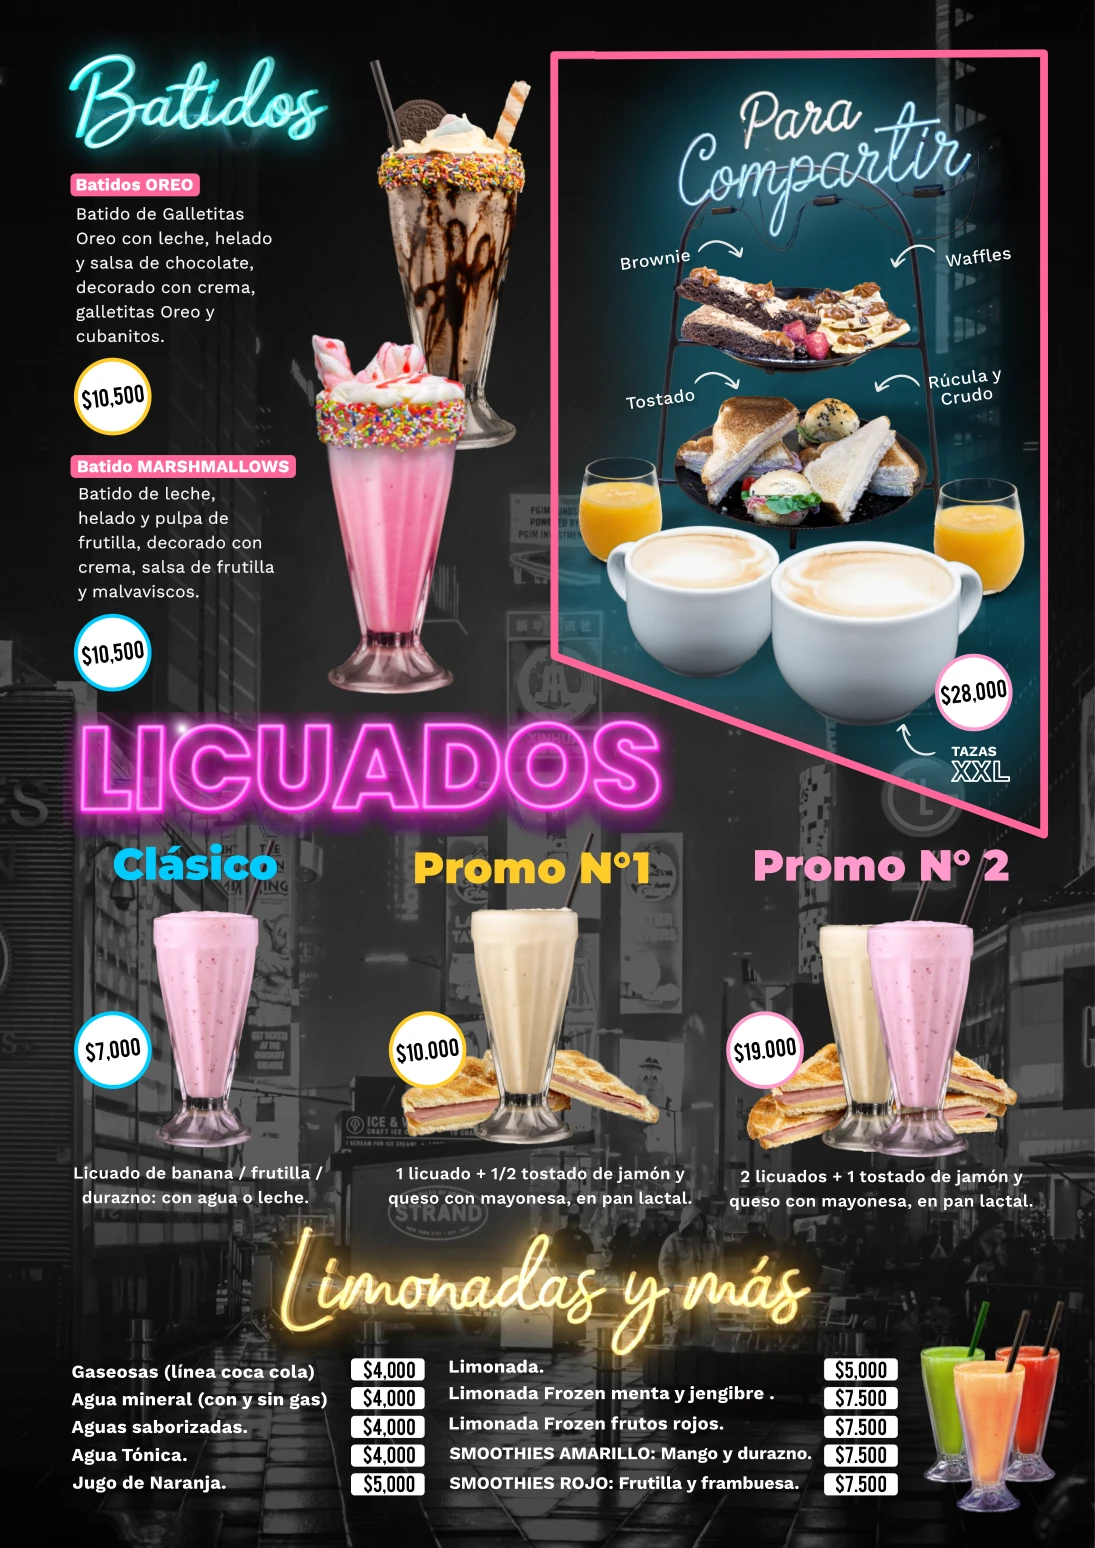 Batidos
Batidos OREO
Batido de Galletitas
Oreo con leche, helado
y salsa de chocolate,
decorado con crema,
galletitas Oreo y
cubanitos.
$10,500
Batido MARSHMALLOWS
Batido de leche,
helado y pulpa de
frutilla, decorado con
crema, salsa de frutilla
y malvaviscos.
$10,500
Para
Compartir
Brownie
Waffles
Tostado
Rúcula y
Crudo
$28,000
TAZAS
XXL
LICUADOS
Clásico
$7,000
Licuado de banana / frutilla /
durazno: con agua o leche.
Promo N°1
$10.000
1 licuado + 1/2 tostado de jamón y
queso con mayonesa, en pan lactal.
Promo N° 2
$19.000
2 licuados + 1 tostado de jamón y
queso con mayonesa, en pan lactal.
STRAND
Limonadas y más
Gaseosas (línea coca cola) $4,000
Agua mineral (con y sin gas) $4,000
Aguas saborizadas. $4,000
Agua Tónica. $4,000
Jugo de Naranja. $5,000
Limonada. $5,000
Limonada Frozen menta y jengibre . $7.500
Limonada Frozen frutos rojos. $7.500
SMOOTHIES AMARILLO: Mango y durazno. $7.500
SMOOTHIES ROJO: Frutilla y frambuesa. $7.500